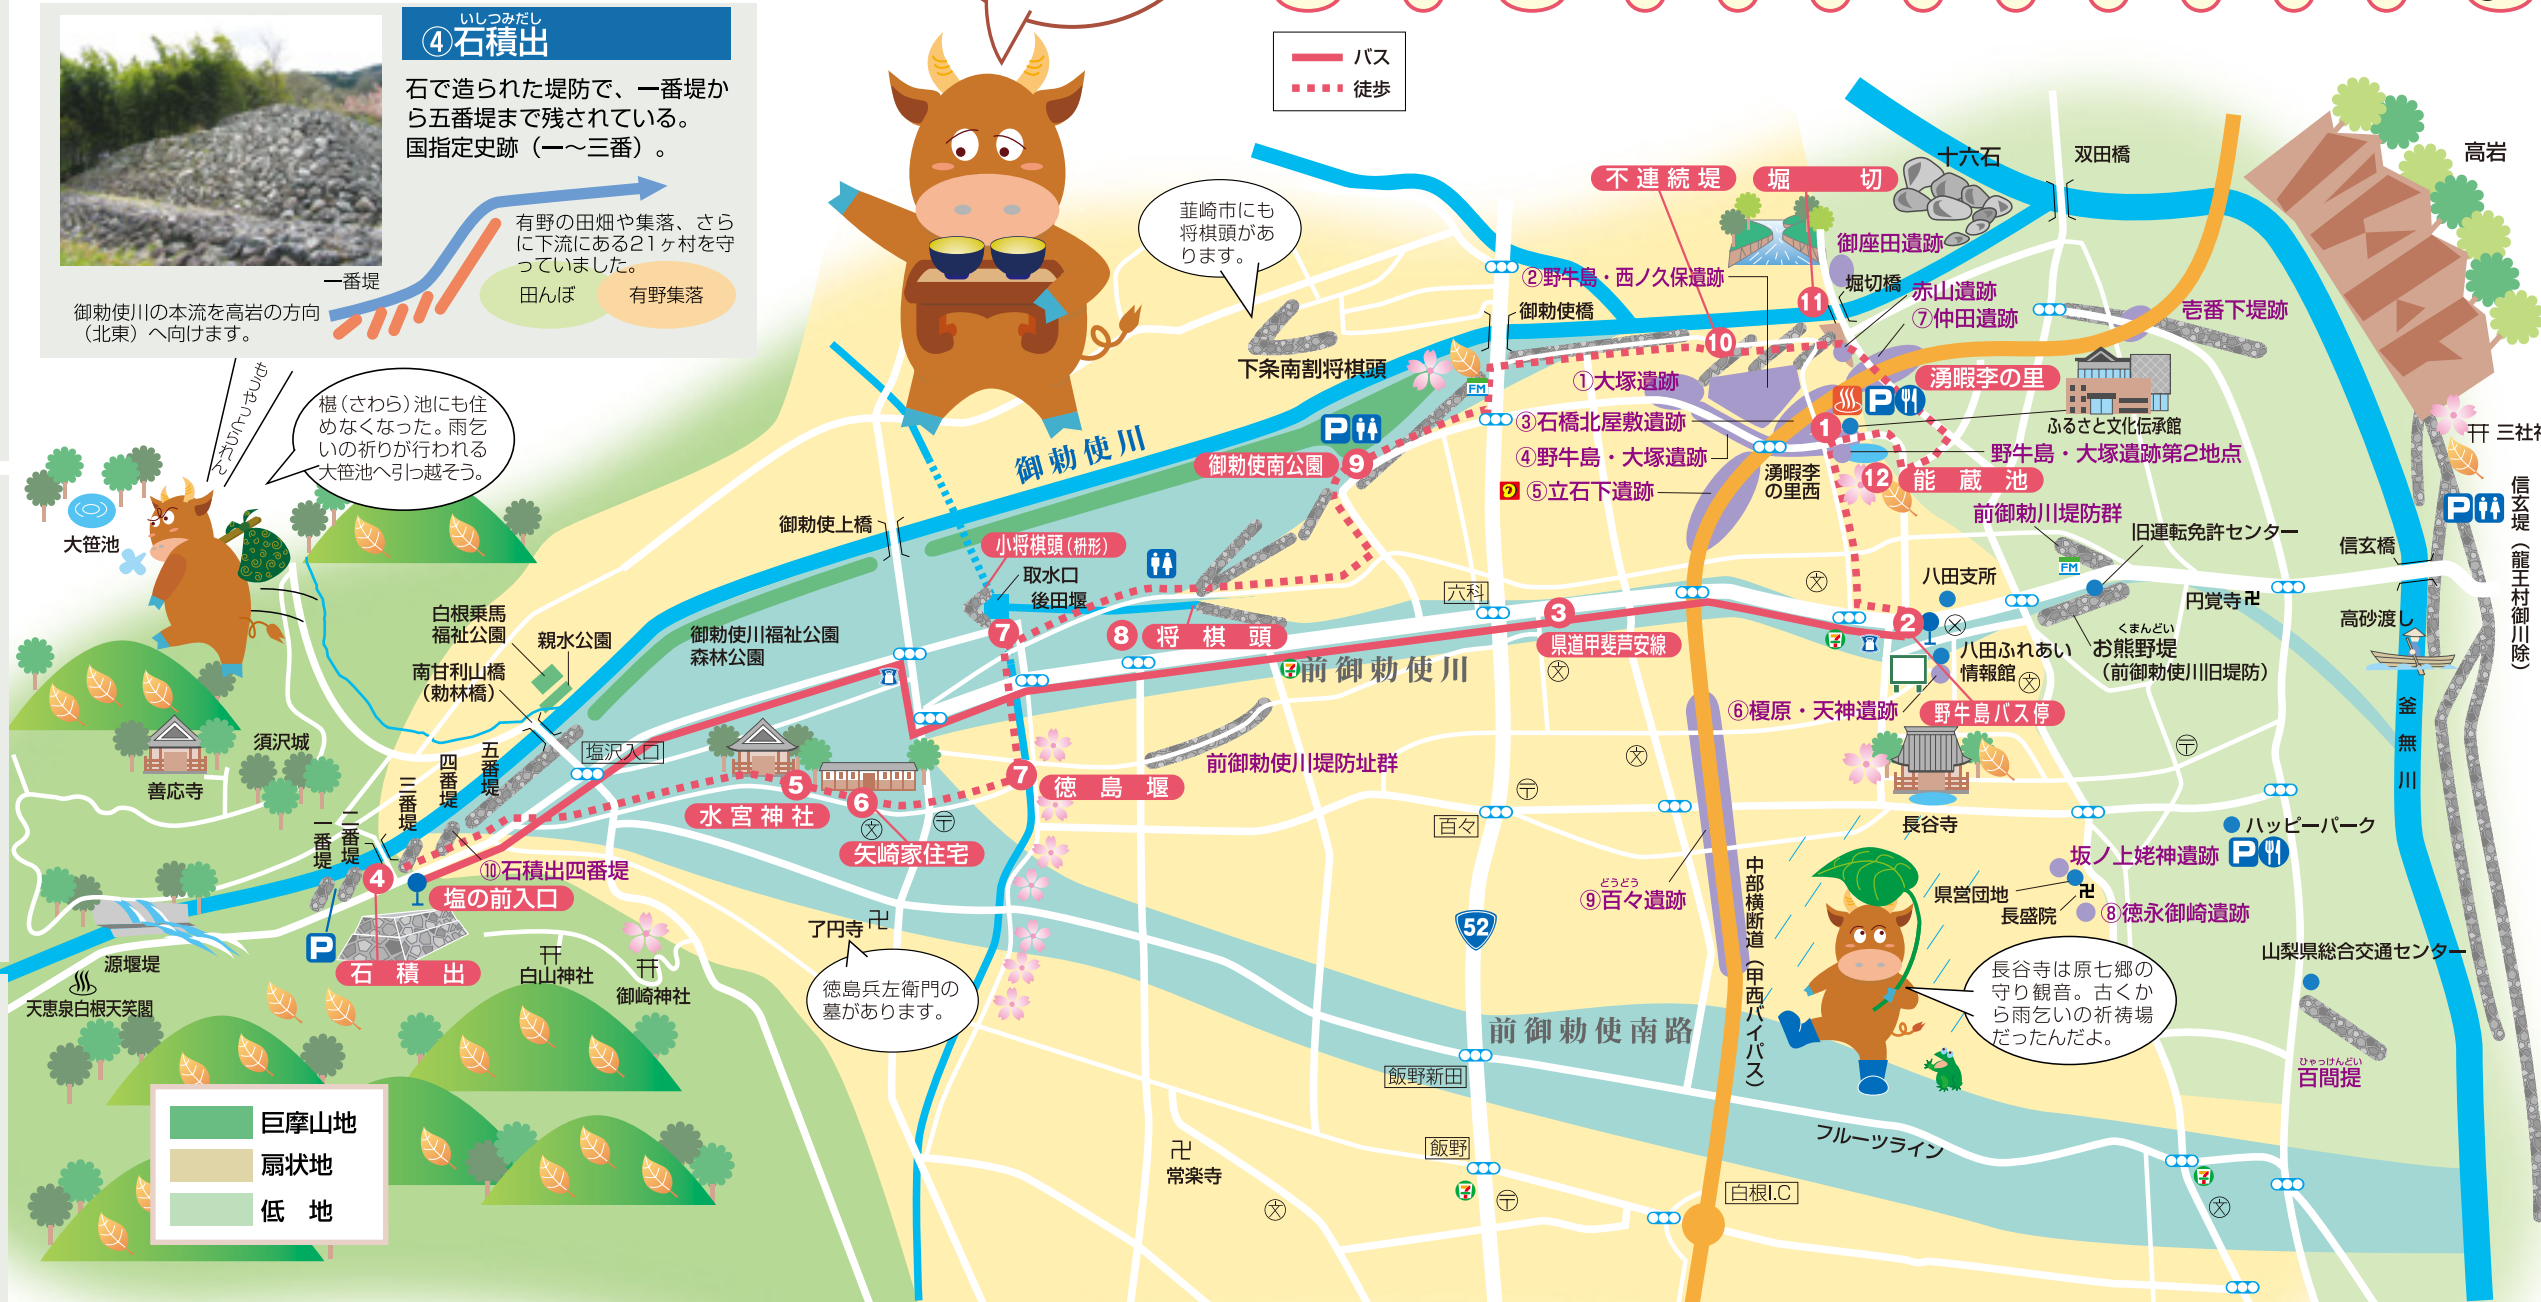 いしつみだし
④石積出
石で造られた堤防で、一番堤か
ら五番堤まで残されている。
国指定史跡（一～三番）。
有野の田畑や集落、さら
に下流にある21ヶ村を守
っていました。
田んぼ
有野集落
一番堤
御勅使川の本流を高岩の方向
（北東）へ向けます。
もうやってられん
椹（さわら）池にも住
めなくなった。雨乞
いの祈りが行われる
大笹池へ引っ越そう。
大笹池
バス
徒歩
韮崎市にも
将棋頭があ
ります。
下条南割将棋頭
不連続堤
堀切
十六石
双田橋
高岩
御座田遺跡
②野牛島・西ノ久保遺跡
堀切橋
赤山遺跡
⑦仲田遺跡
壱番下堤跡
御勅使橋
11
10
①大塚遺跡
湧暇李の里
P
ふるさと文化伝承館
③石橋北屋敷遺跡
1
④野牛島・大塚遺跡
野牛島・大塚遺跡第2地点
湧暇李
の里西
12
能蔵池
⑤立石下遺跡
三社神
信玄堤（龍王村御川除）
P
FM
P
御勅使川
御勅使南公園
9
御勅使上橋
小将棋頭（枡形）
取水口
後田堰
前御勅川堤防群
旧運転免許センター
信玄橋
FM
八田支所
円覚寺
高砂渡し
六科
3
県道甲斐芦安線
2
くまんどい
お熊野堤
（前御勅使川旧堤防）
八田ふれあい
情報館
釜無川
白根乗馬
福祉公園
親水公園
御勅使川福祉公園
森林公園
7
8
将棋頭
前御勅使川
南甘利山橋
（勅林橋）
⑥榎原・天神遺跡
野牛島バス停
須沢城
善応寺
塩沢入口
前御勅使川堤防址群
五番堤
四番堤
三番堤
二番堤
一番堤
5
水宮神社
6
矢崎家住宅
7
徳島堰
百々
長谷寺
ハッピーパーク
P
坂ノ上姥神遺跡
県営団地
長盛院
⑧徳永御崎遺跡
⑩石積出四番堤
4
塩の前入口
どうどう
⑨百々遺跡
中部横断道（甲西バイパス）
52
P
石積出
源堰堤
天恵泉白根天笑閣
白山神社
御崎神社
了円寺
徳島兵左衛門の
墓があります。
長谷寺は原七郷の
守り観音。古くか
ら雨乞いの祈祷場
だったんだよ。
山梨県総合交通センター
ひゃっけんどい
百間堤
前御勅使南路
飯野新田
フルーツライン
飯野
常楽寺
白根I.C
巨摩山地
扇状地
低地